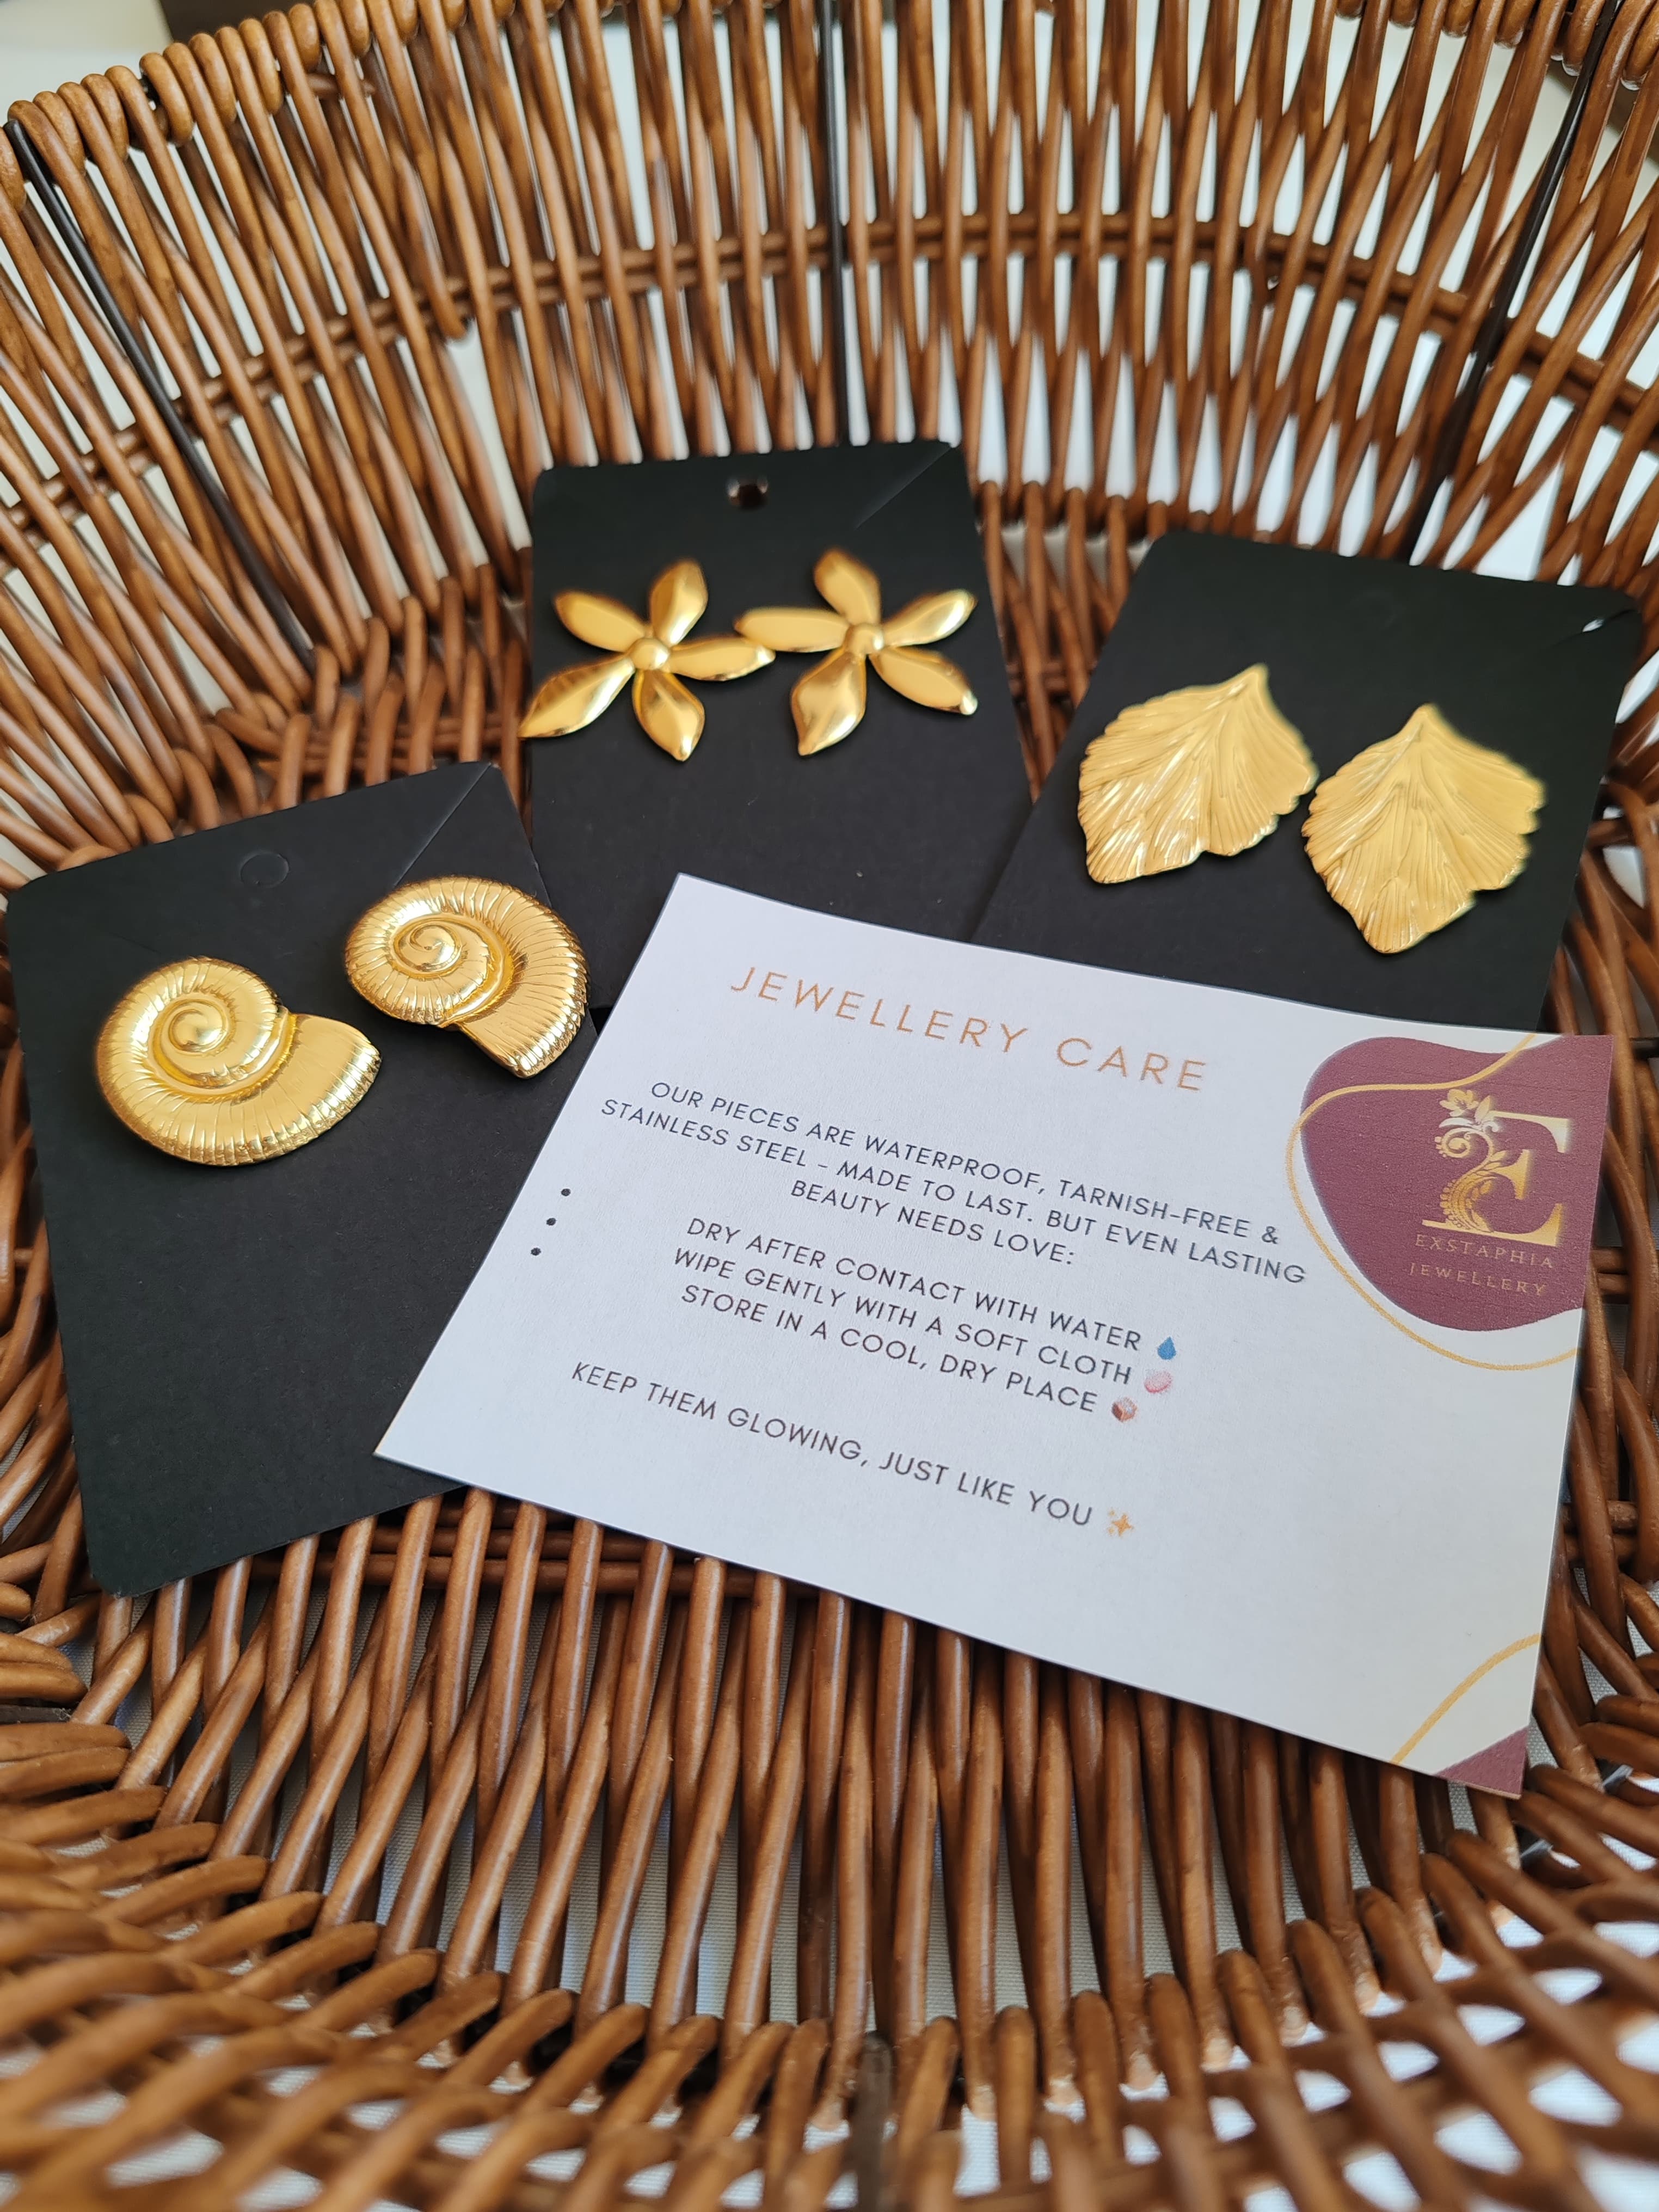 JEWELLERY CARE
OUR PIECES ARE WATERPROOF, TARNISH-FREE &
STAINLESS STEEL - MADE TO LAST. BUT EVEN LASTING
BEAUTY NEEDS LOVE:
• DRY AFTER CONTACT WITH WATER 💧
• WIPE GENTLY WITH A SOFT CLOTH 🧼
• STORE IN A COOL, DRY PLACE 📦
KEEP THEM GLOWING, JUST LIKE YOU ✨
E
EXSTAPHIA
JEWELLERY